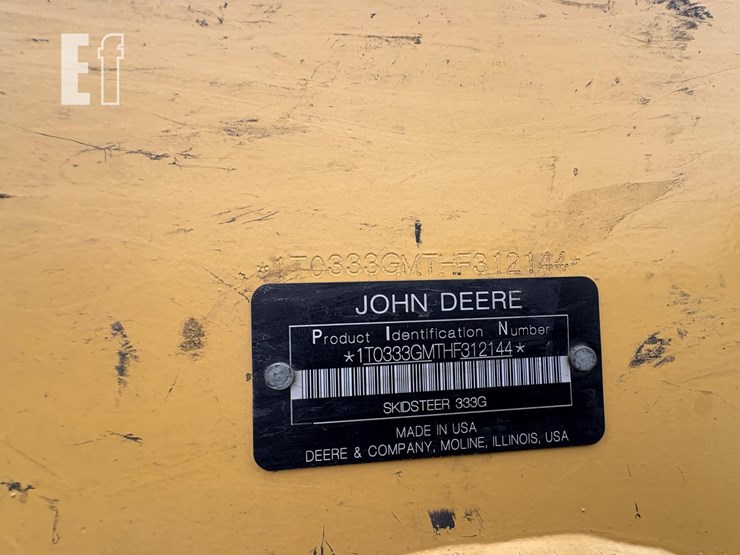 Ef
*1T0333GMTHF312144*
JOHN DEERE
Product Identification Number
*1T0333GMTHF312144*
SKIDSTEER 333G
MADE IN USA
DEERE & COMPANY, MOLINE, ILLINOIS, USA